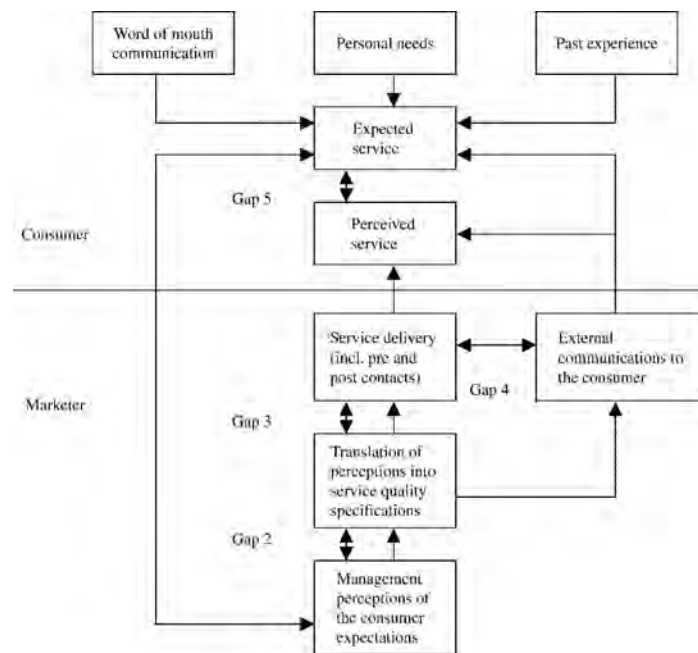 Word of mouth
communication
Personal needs
Past experience
Expected
service
Gap 5
Consumer
Perceived
service
Service delivery
(incl. pre and
post contacts)
External
communications to
the consumer
Gap 4
Marketer
Gap 3
Translation of
perceptions into
service quality
specifications
Gap 2
Management
perceptions of
the consumer
expectations